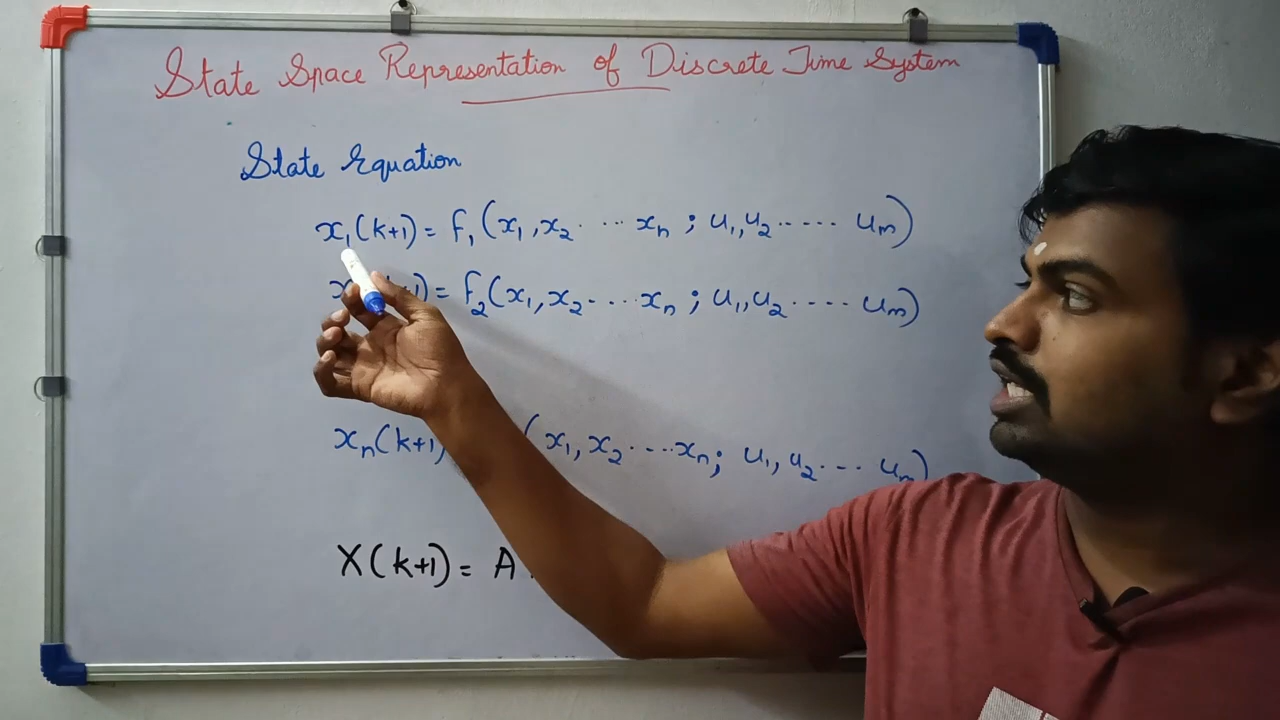 State Space Representation of Discrete Time System
State Equation
x₁(k+1) = f₁(x₁,x₂ ..... xₙ ; u₁,u₂ ..... uₘ)
x (k+1) = f₂(x₁,x₂ ..... xₙ ; u₁,u₂ .... uₘ)
xₙ(k+1) (x₁,x₂ ....xₙ; u₁,u₂ ... uₘ)
X(k+1) = A